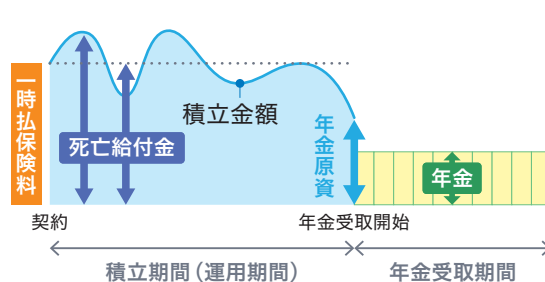 一時払保険料
死亡給付金
積立金額
年金原資
年金
契約
年金受取開始
積立期間（運用期間）
年金受取期間